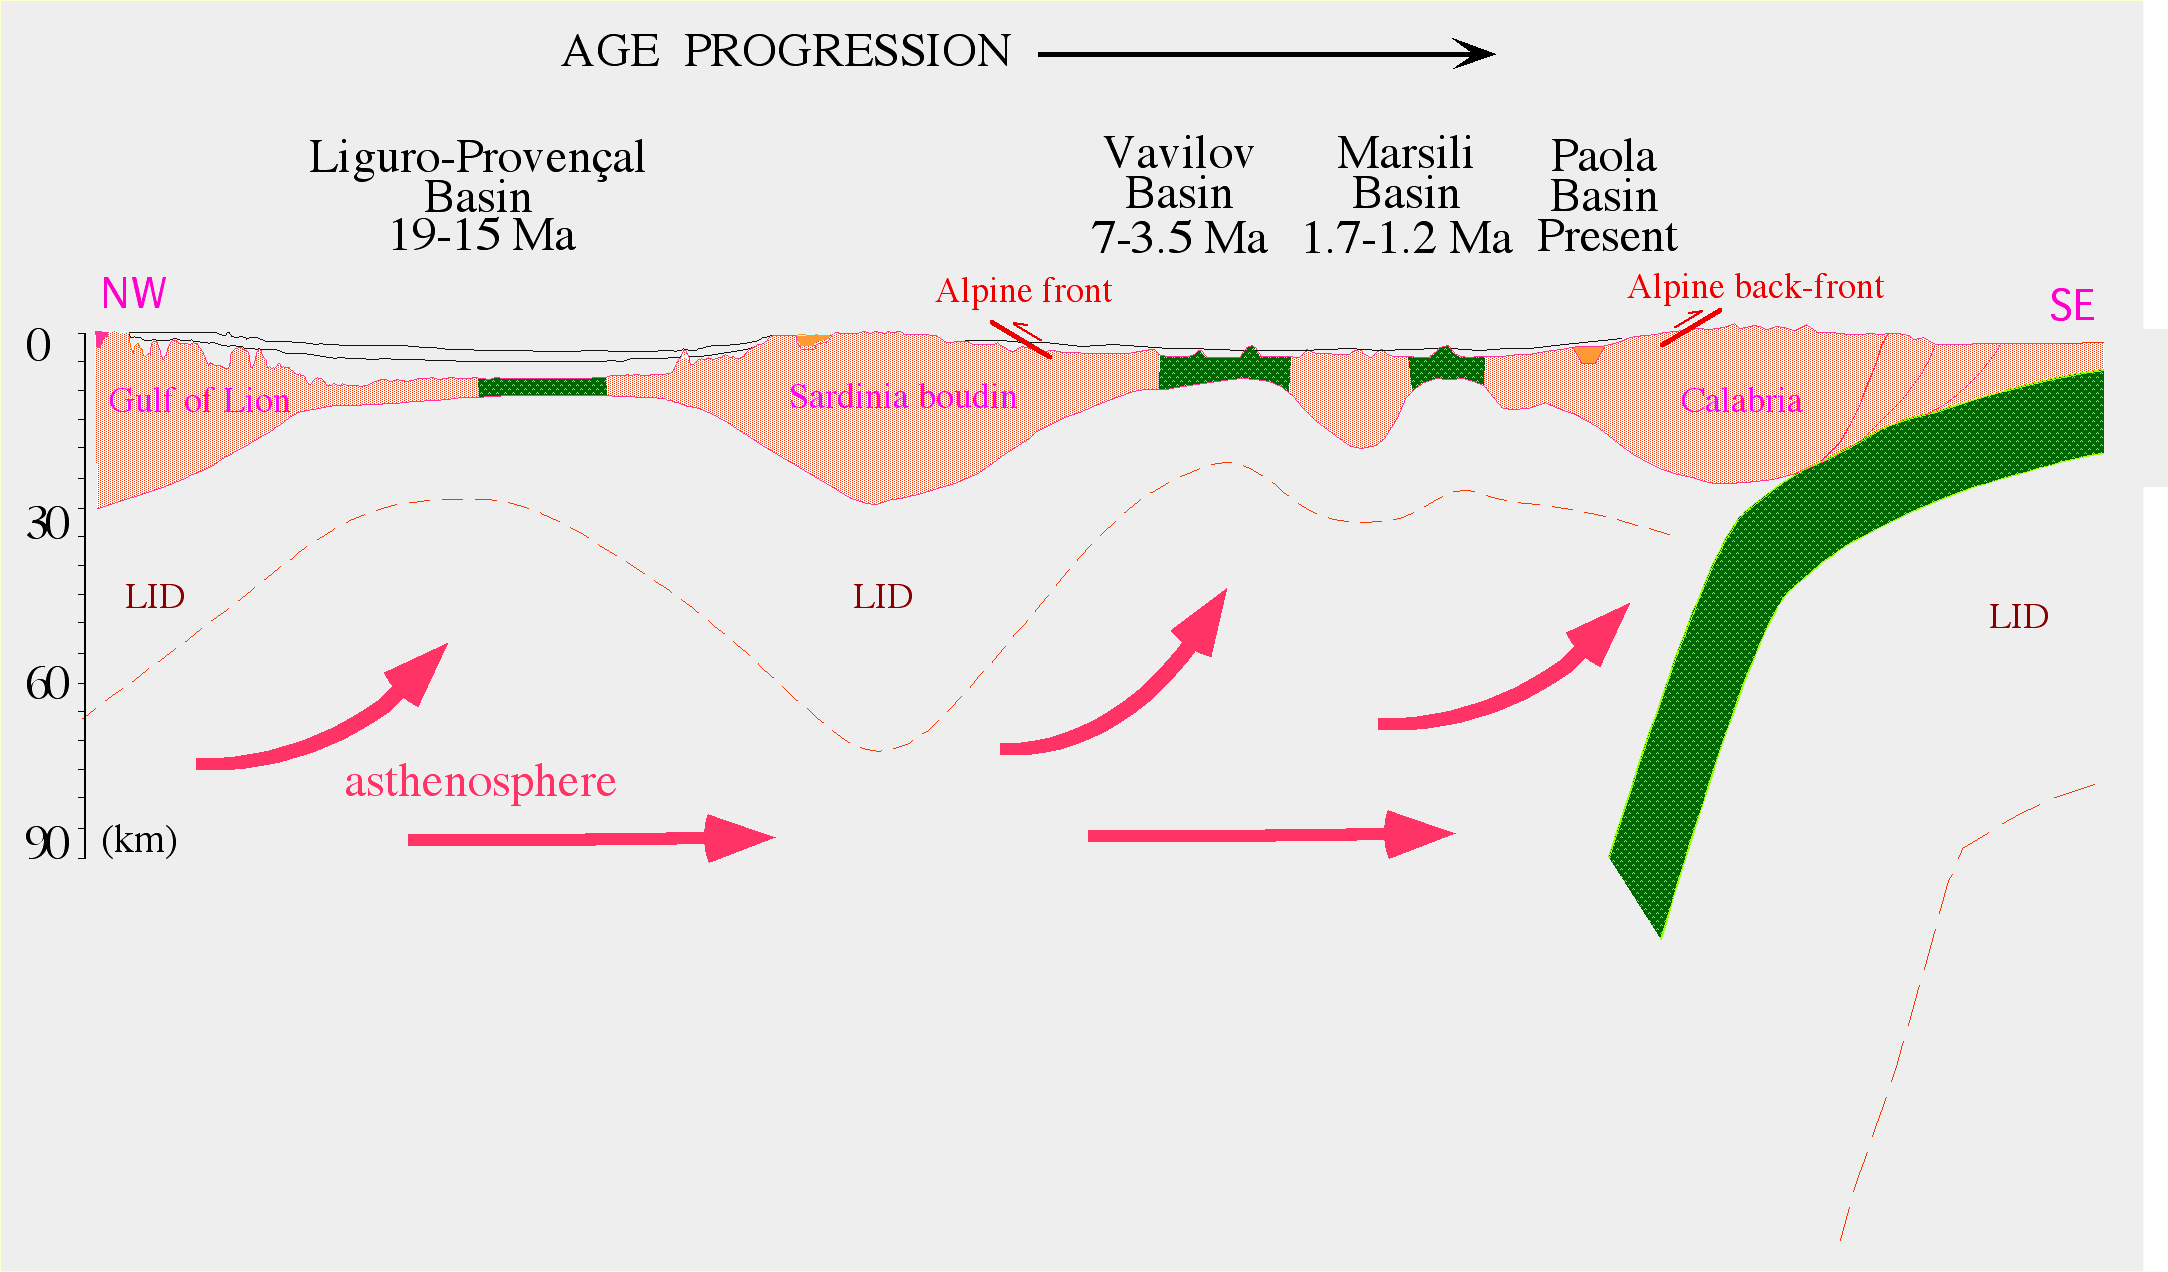 AGE PROGRESSION
Liguro-Provençal
Basin
19-15 Ma
Vavilov
Basin
7-3.5 Ma
Marsili
Basin
1.7-1.2 Ma
Paola
Basin
Present
NW
Alpine front
Alpine back-front
SE
0
Gulf of Lion
Sardinia boudin
Calabria
30
LID
LID
LID
60
asthenosphere
90 (km)